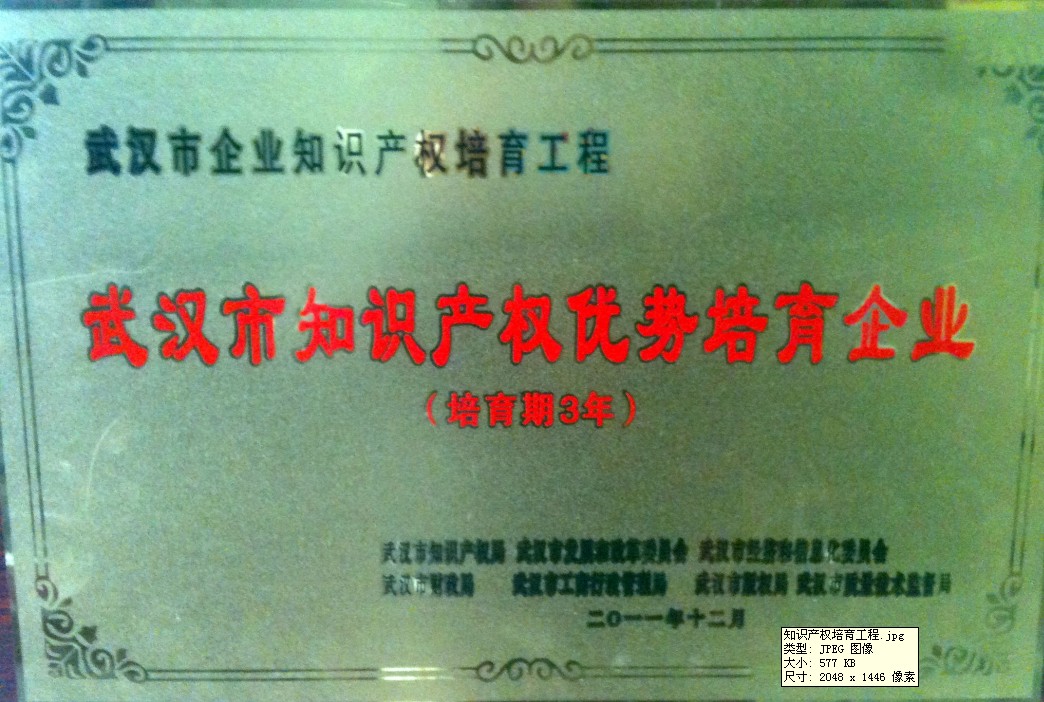 武汉市企业知识产权培育工程
武汉市知识产权优势培育企业
(培育期3年)
武汉市知识产权局 武汉市发展和改革委员会 武汉市经济和信息化委员会
武汉市财政局 武汉市工商行政管理局 武汉市版权局 武汉市质量技术监督局
二〇一一年十二月
知识产权培育工程.jpg
类型: JPEG 图像
大小: 577 KB
尺寸: 2048 x 1446 像素